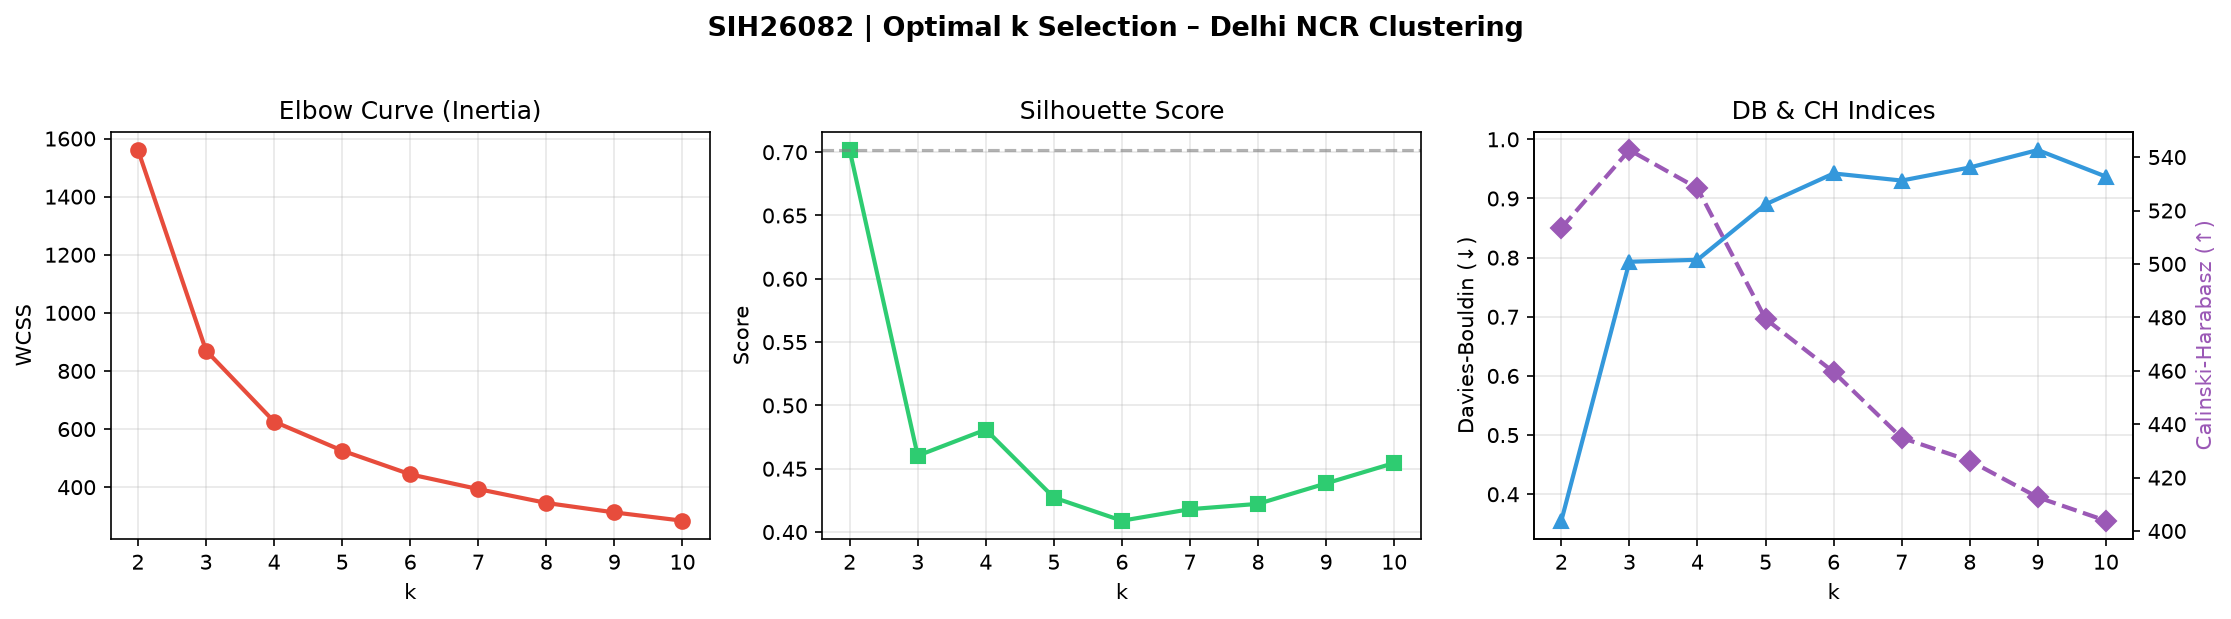 SIH26082 | Optimal k Selection – Delhi NCR Clustering
Elbow Curve (Inertia)
WCSS
1600
1400
1200
1000
800
600
400
2 3 4 5 6 7 8 9 10
k
Silhouette Score
Score
0.70
0.65
0.60
0.55
0.50
0.45
0.40
2 3 4 5 6 7 8 9 10
k
DB & CH Indices
Davies-Bouldin (↓)
1.0
0.9
0.8
0.7
0.6
0.5
0.4
2 3 4 5 6 7 8 9 10
k
540
520
500
480
460
440
420
400
Calinski-Harabasz (↑)